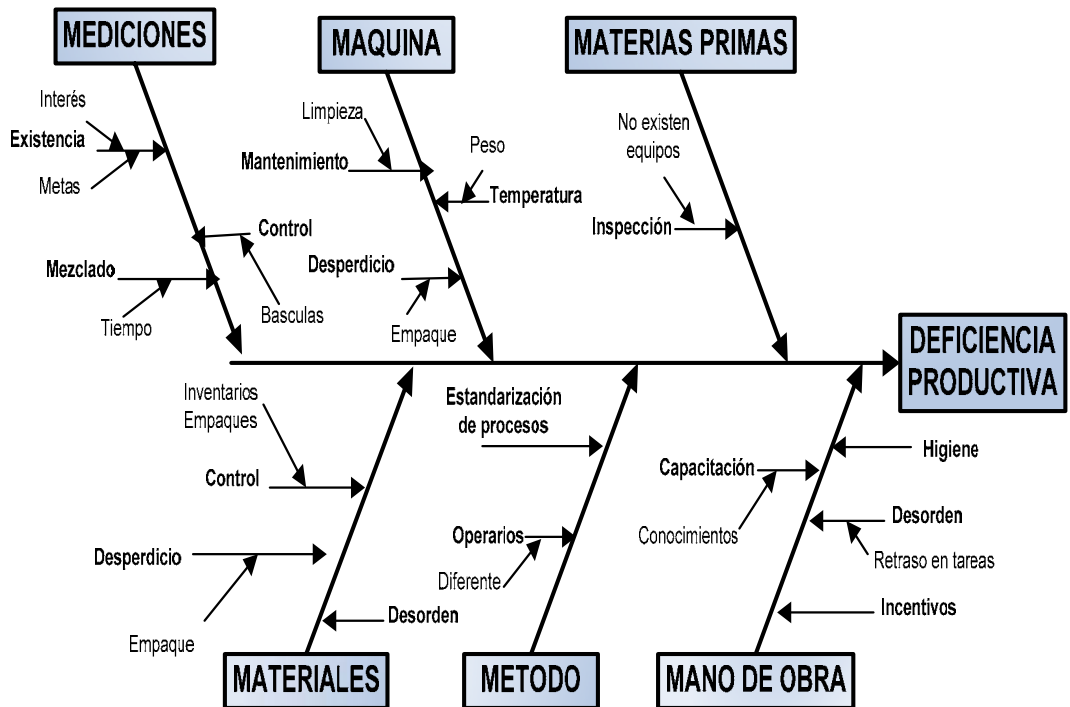 MEDICIONES
MAQUINA
MATERIAS PRIMAS
Interés
Existencia
Metas
Control
Mezclado
Tiempo
Basculas
Limpieza
Mantenimiento
Peso
Temperatura
Desperdicio
Empaque
No existen
equipos
Inspección
DEFICIENCIA
PRODUCTIVA
Inventarios
Empaques
Control
Desperdicio
Empaque
Desorden
Estandarización
de procesos
Operarios
Diferente
Higiene
Capacitación
Conocimientos
Desorden
Retraso en tareas
Incentivos
MATERIALES
METODO
MANO DE OBRA